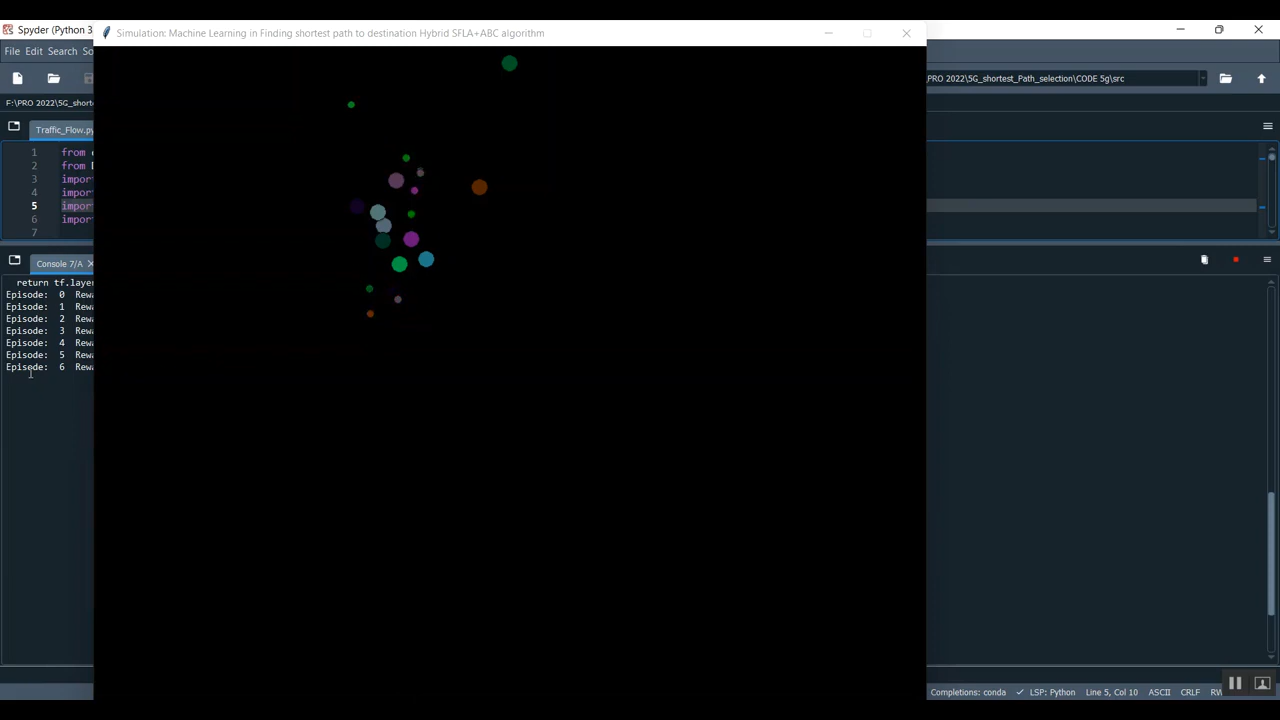 Spyder (Python 3
Simulation: Machine Learning in Finding shortest path to destination Hybrid SFLA+ABC algorithm
File Edit Search So
PRO 2022\5G_shortest_Path_selection\CODE 5g\src
F:\PRO 2022\5G_shorte
Traffic_Flow.py
1 from
2 from
3 import
4 import
5 import
6 import
7
Console 7/A
return tf.layer
Episode: 0 Rewa
Episode: 1 Rewa
Episode: 2 Rewa
Episode: 3 Rewa
Episode: 4 Rewa
Episode: 5 Rewa
Episode: 6 Rewa
Completions: conda ✓ LSP: Python Line 5, Col 10 ASCII CRLF RW